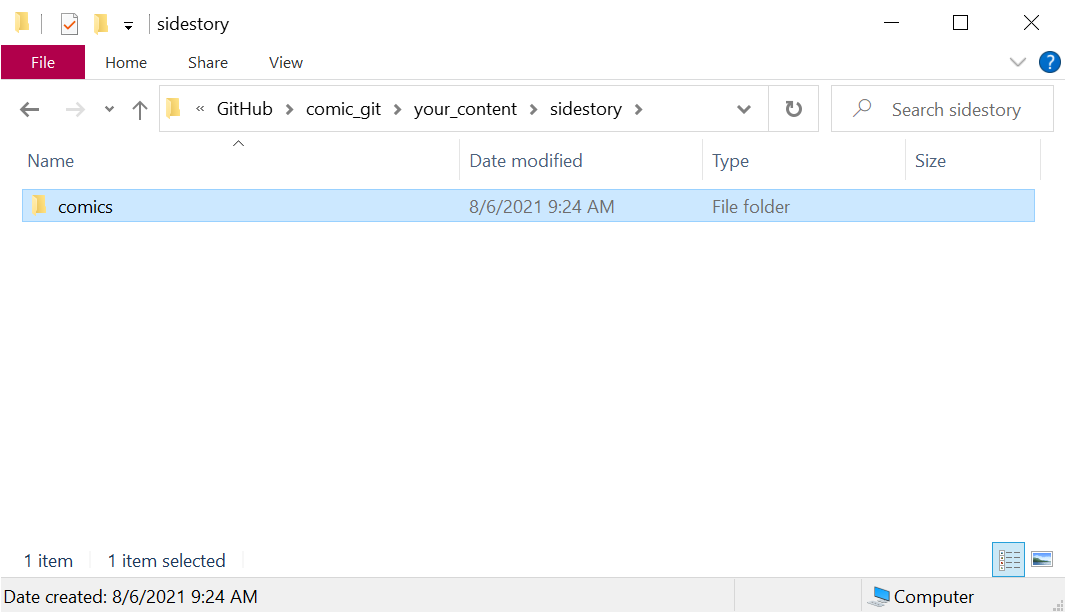 sidestory
File Home Share View ?
« GitHub > comic_git > your_content > sidestory > Search sidestory
Name Date modified Type Size
comics 8/6/2021 9:24 AM File folder
1 item 1 item selected
Date created: 8/6/2021 9:24 AM Computer